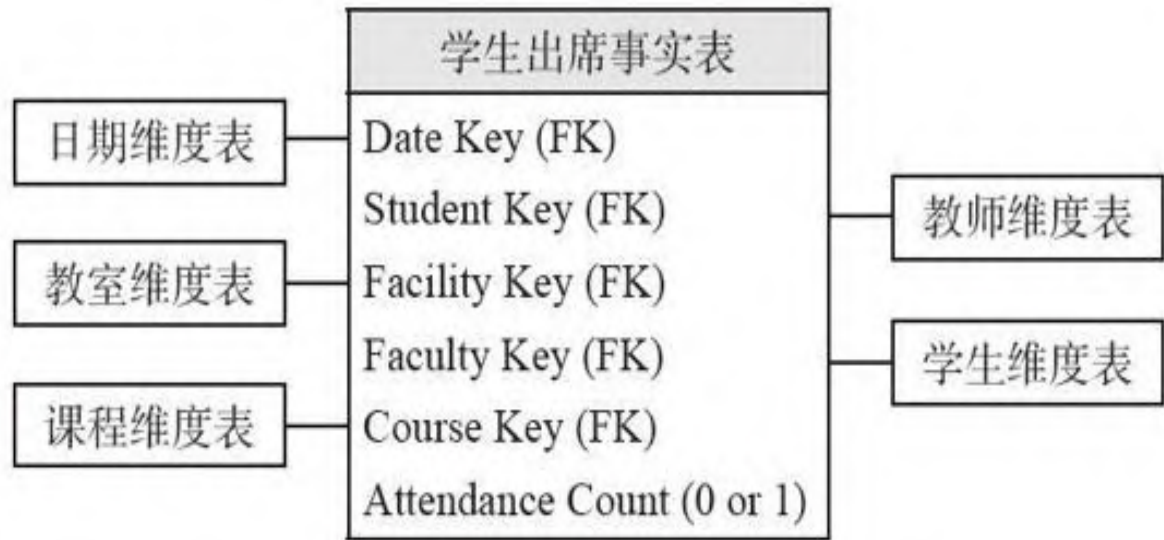 学生出席事实表
日期维度表
教室维度表
课程维度表
Date Key (FK)
Student Key (FK)
Facility Key (FK)
Faculty Key (FK)
Course Key (FK)
Attendance Count (0 or 1)
教师维度表
学生维度表